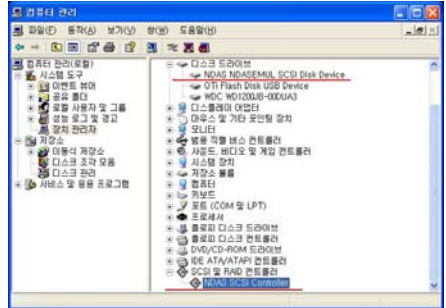 컴퓨터 관리
파일(F) 동작(A) 보기(V) 창(W) 도움말(H)
컴퓨터 관리(로컬)
시스템 도구
이벤트 뷰어
공유 폴더
로컬 사용자 및 그룹
성능 로그 및 경고
장치 관리자
저장소
이동식 저장소
디스크 조각 모음
디스크 관리
서비스 및 응용 프로그램
디스크 드라이브
NDAS NDASEMUL SCSI Disk Device
OTi Flash Disk USB Device
WDC WD1200JB-00DUA3
디스플레이 어댑터
마우스 및 기타 포인팅 장치
모니터
범용 직렬 버스 컨트롤러
사운드, 비디오 및 게임 컨트롤러
시스템 장치
저장소 볼륨
컴퓨터
키보드
포트 (COM 및 LPT)
프로세서
플로피 디스크 드라이브
플로피 디스크 컨트롤러
DVD/CD-ROM 드라이브
IDE ATA/ATAPI 컨트롤러
SCSI 및 RAID 컨트롤러
NDAS SCSI Controller